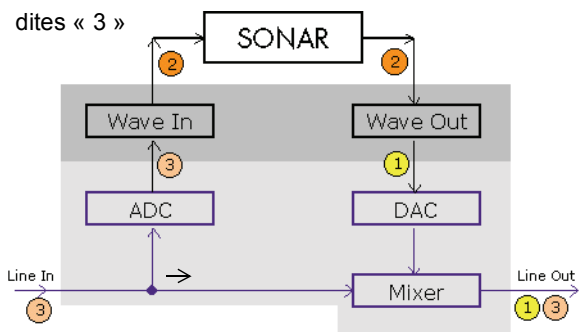 dites « 3 »
SONAR
2
2
Wave In
Wave Out
3
1
ADC
DAC
Line In
Line Out
Mixer
3
1 3